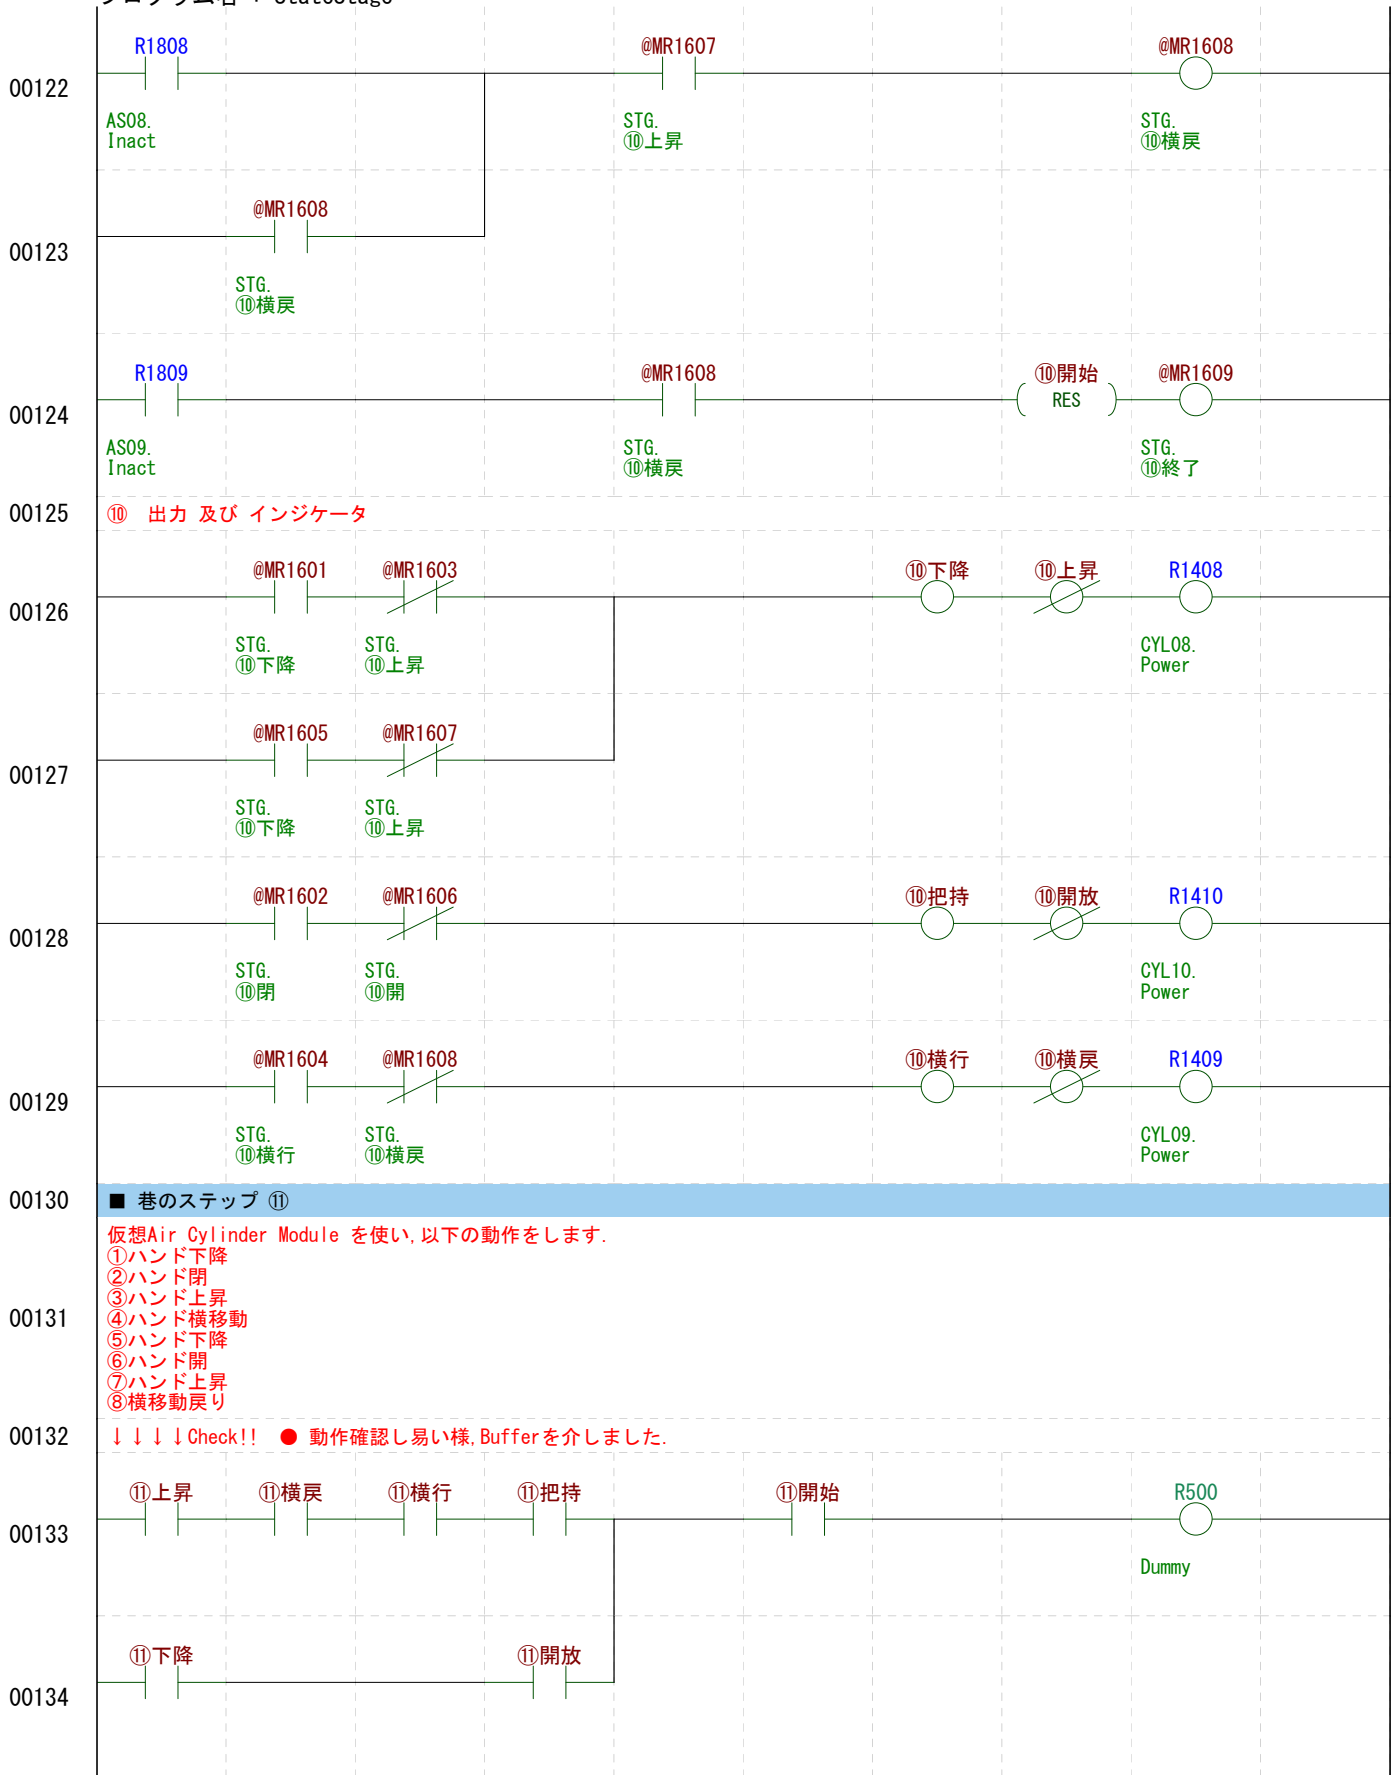 プログラム名 : StateStage
R1808 @MR1607 @MR1608
00122
AS08. STG. STG.
Inact ⑩上昇 ⑩横戻
@MR1608
00123
STG.
⑩横戻
R1809 @MR1608 ⑩開始 @MR1609
00124 RES
AS09. STG. STG.
Inact ⑩横戻 ⑩終了
00125 ⑩ 出力 及び インジケータ
@MR1601 @MR1603 ⑩下降 ⑩上昇 R1408
00126
STG. STG. CYL08.
⑩下降 ⑩上昇 Power
@MR1605 @MR1607
00127
STG. STG.
⑩下降 ⑩上昇
@MR1602 @MR1606 ⑩把持 ⑩開放 R1410
00128
STG. STG. CYL10.
⑩閉 ⑩開 Power
@MR1604 @MR1608 ⑩横行 ⑩横戻 R1409
00129
STG. STG. CYL09.
⑩横行 ⑩横戻 Power
00130 ■ 巷のステップ ⑪
仮想Air Cylinder Module を使い,以下の動作をします.
①ハンド下降
②ハンド閉
③ハンド上昇
00131 ④ハンド横移動
⑤ハンド下降
⑥ハンド開
⑦ハンド上昇
⑧横移動戻り
00132 ↓↓↓↓Check!! ● 動作確認し易い様,Bufferを介しました.
⑪上昇 ⑪横戻 ⑪横行 ⑪把持 ⑪開始 R500
00133
Dummy
⑪下降 ⑪開放
00134